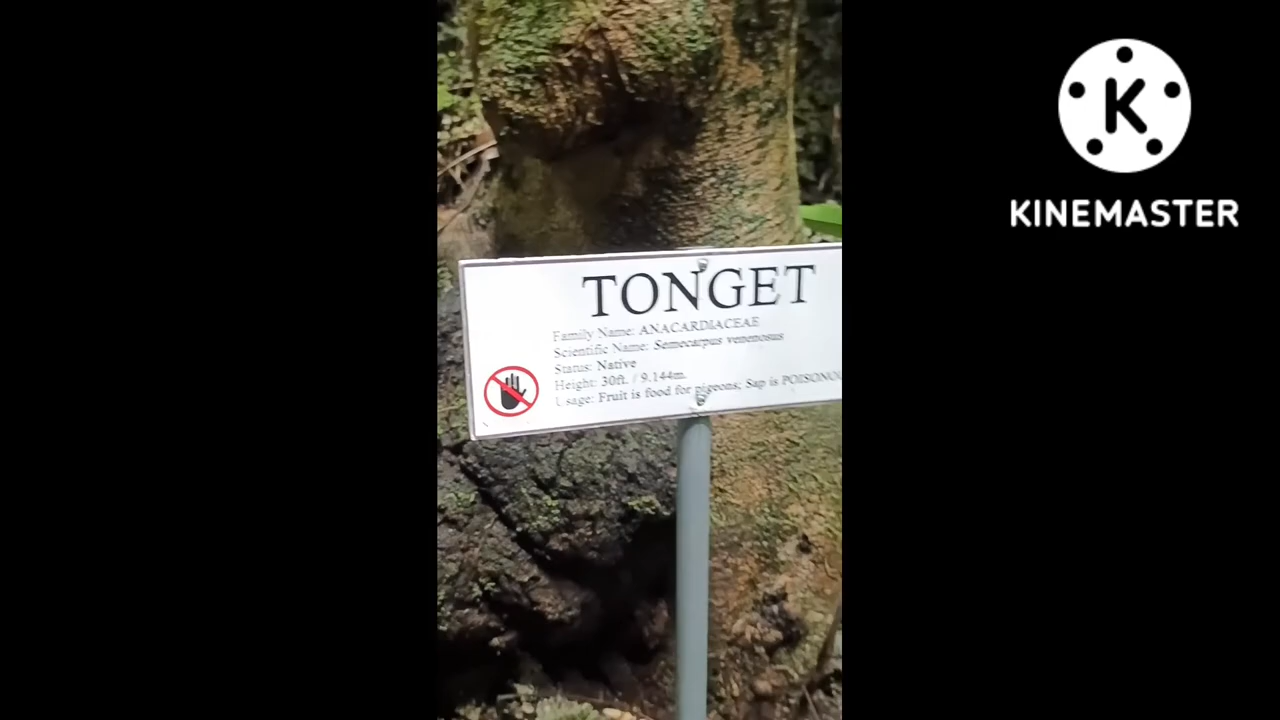 TONGET
Family Name: ANACARDIACEAE
Scientific Name: Semecarpus venenosus
Status: Native
Height: 30ft. / 9.144m.
Usage: Fruit is food for pigeons; Sap is POISONOU
K
KINEMASTER